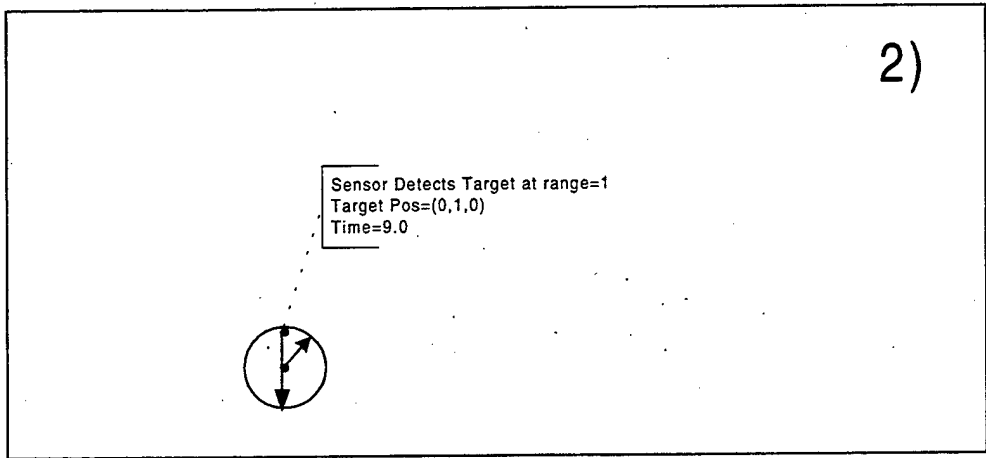 2)
Sensor Detects Target at range=1
Target Pos=(0,1,0)
Time=9.0